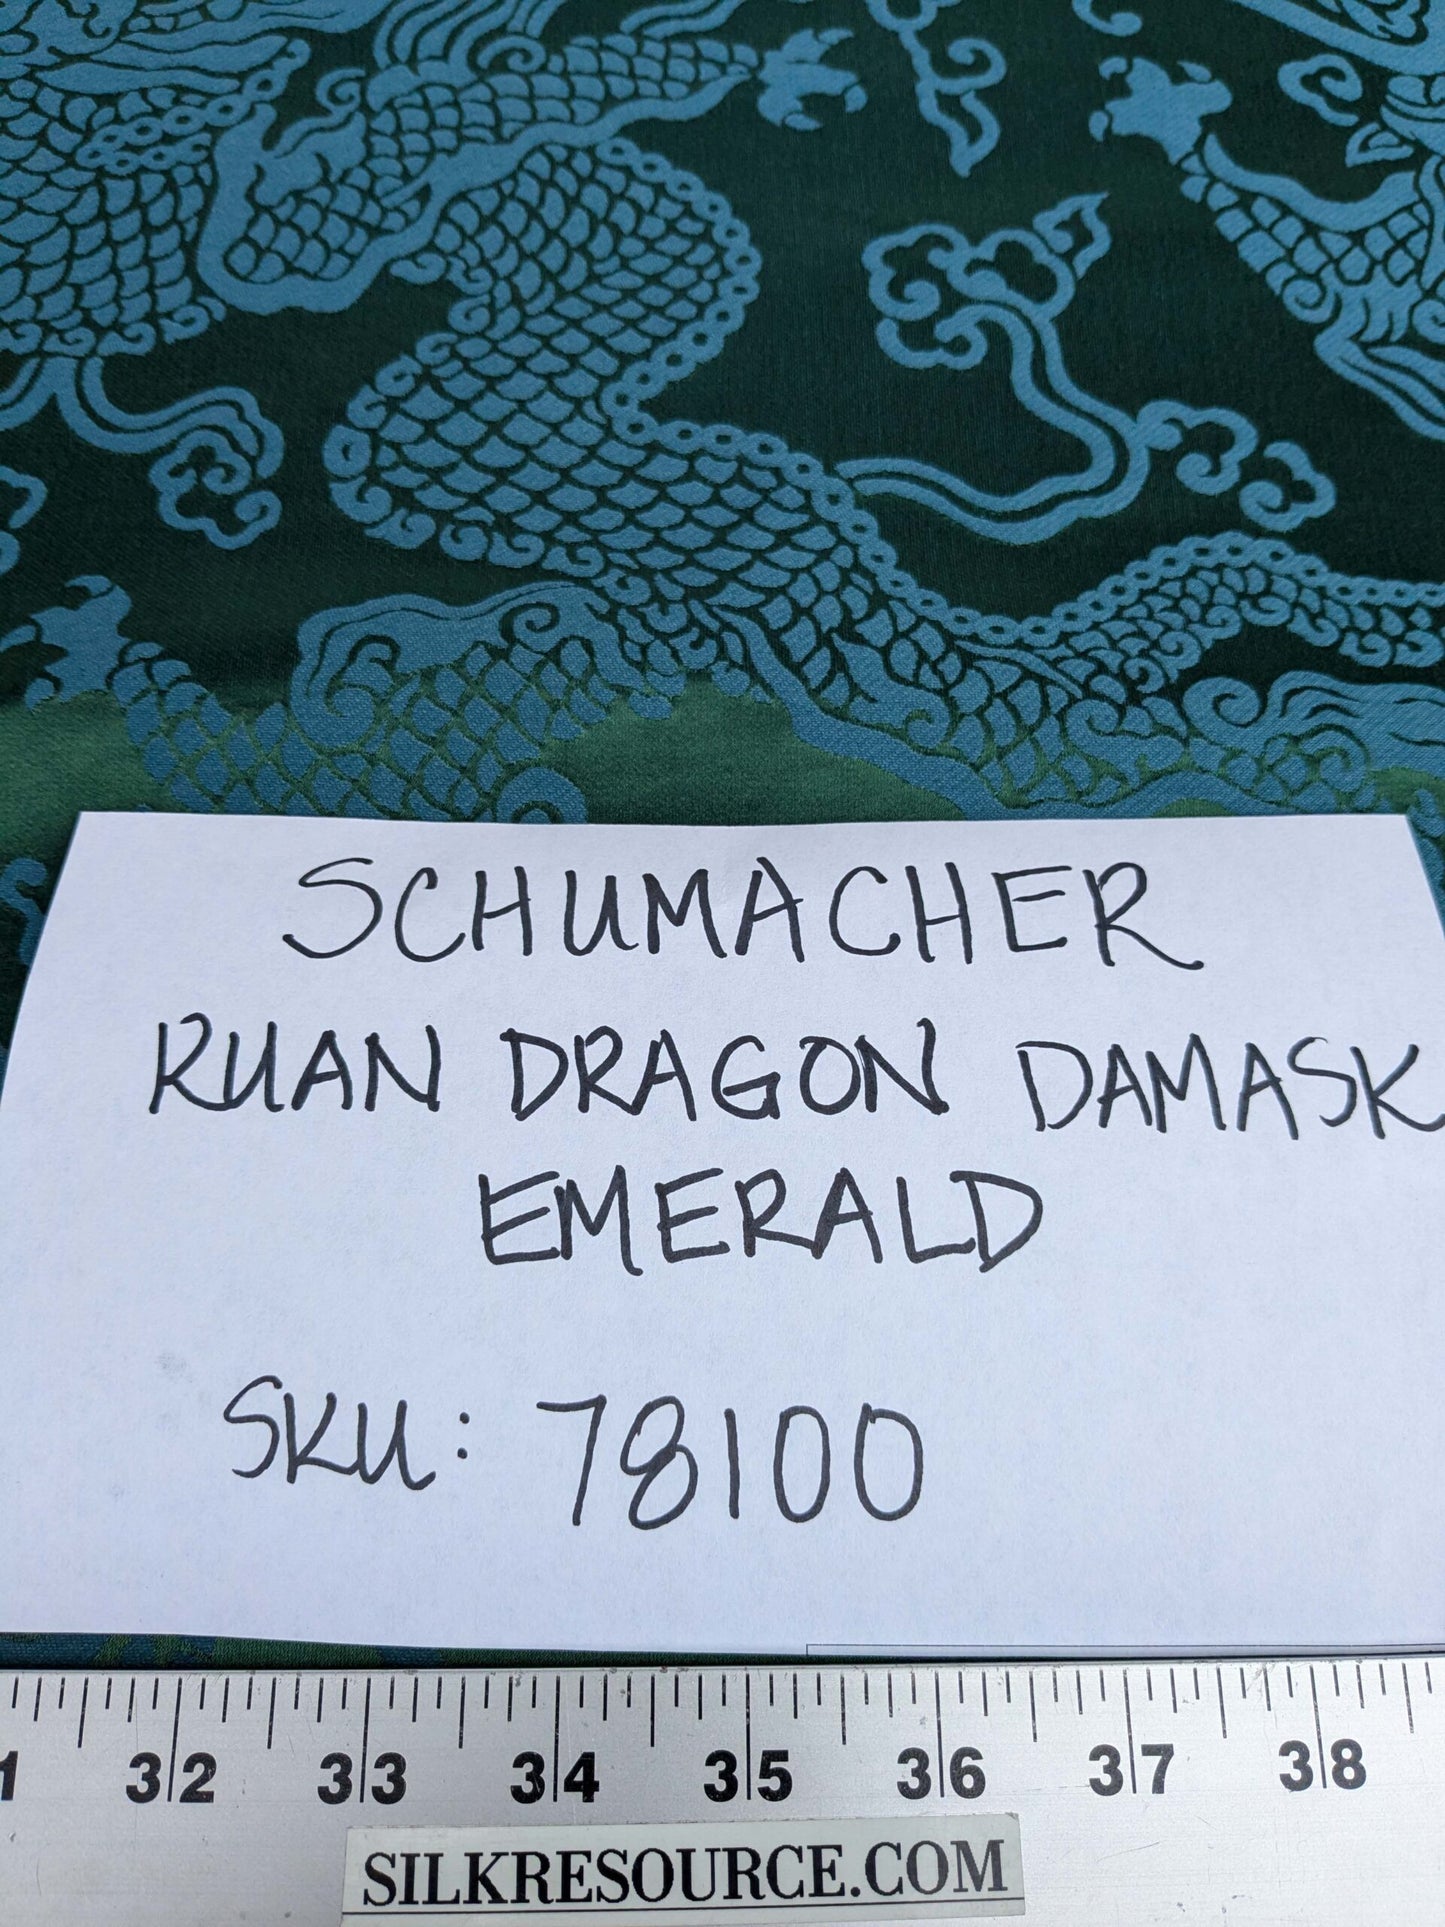 SCHUMACHER
RUAN DRAGON DAMASK
EMERALD
SKU: 78100
1 32 33 34 35 36 37 38
SILKRESOURCE.COM